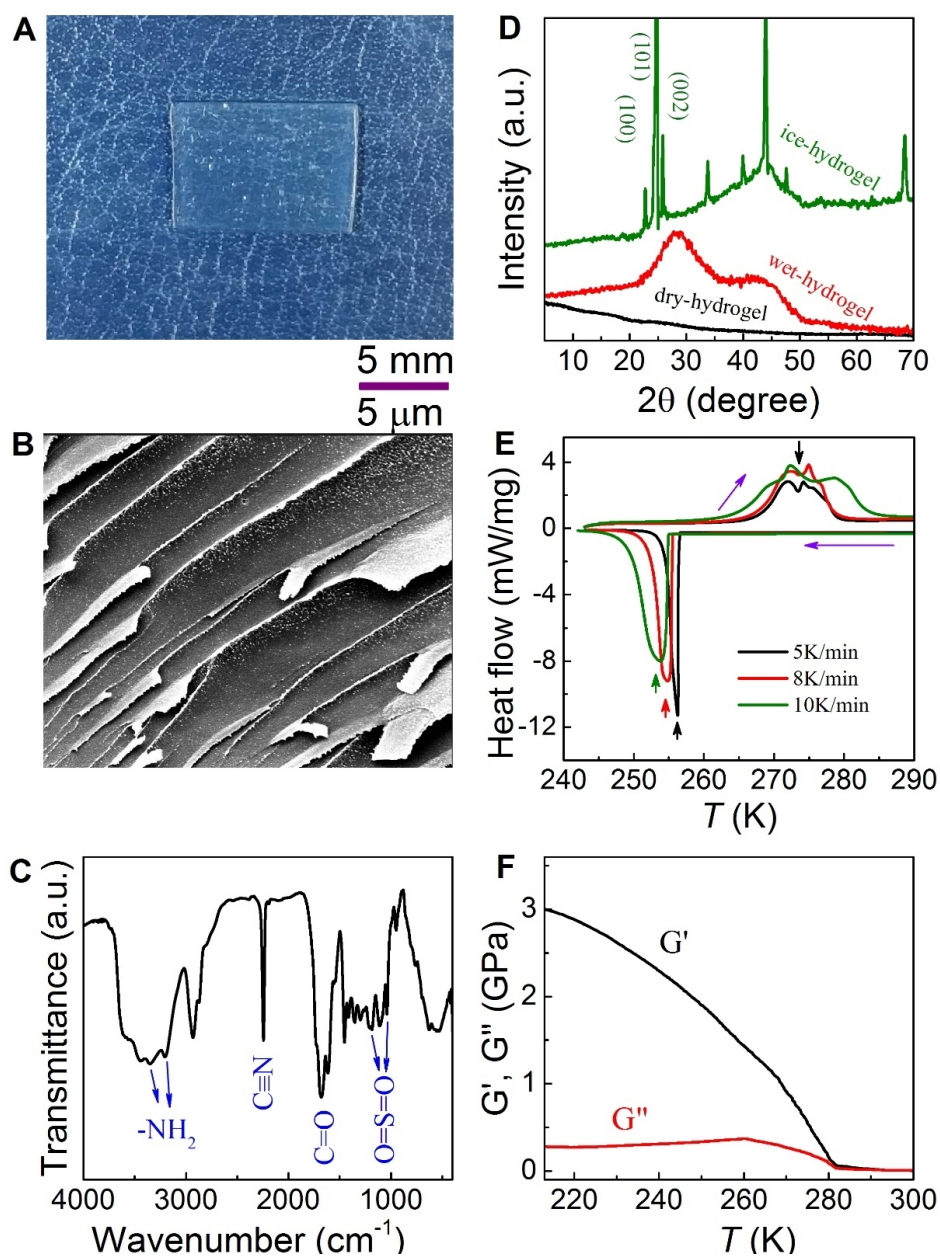 A
5 mm
5 μm
B
C
Transmittance (a.u.)
-NH₂
C≡N
C=O
O=S=O
4000 3000 2000 1000
Wavenumber (cm⁻¹)
D
Intensity (a.u.)
(100)
(101)
(002)
ice-hydrogel
wet-hydrogel
dry-hydrogel
10 20 30 40 50 60 70
2θ (degree)
E
Heat flow (mW/mg)
4
0
-4
-8
-12
5K/min
8K/min
10K/min
240 250 260 270 280 290
T (K)
F
G', G" (GPa)
3
2
1
0
G'
G"
220 240 260 280 300
T (K)